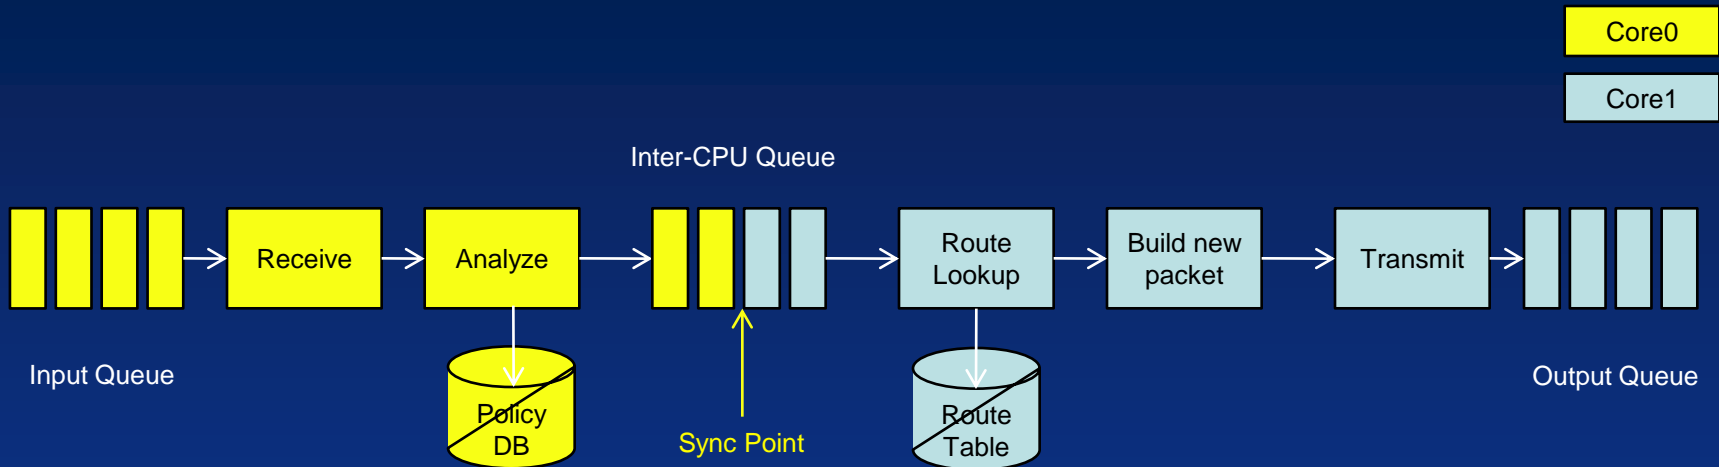 Core0
Core1
Inter-CPU Queue
Receive
Analyze
Route
Lookup
Build new
packet
Transmit
Input Queue
Policy
DB
Sync Point
Route
Table
Output Queue